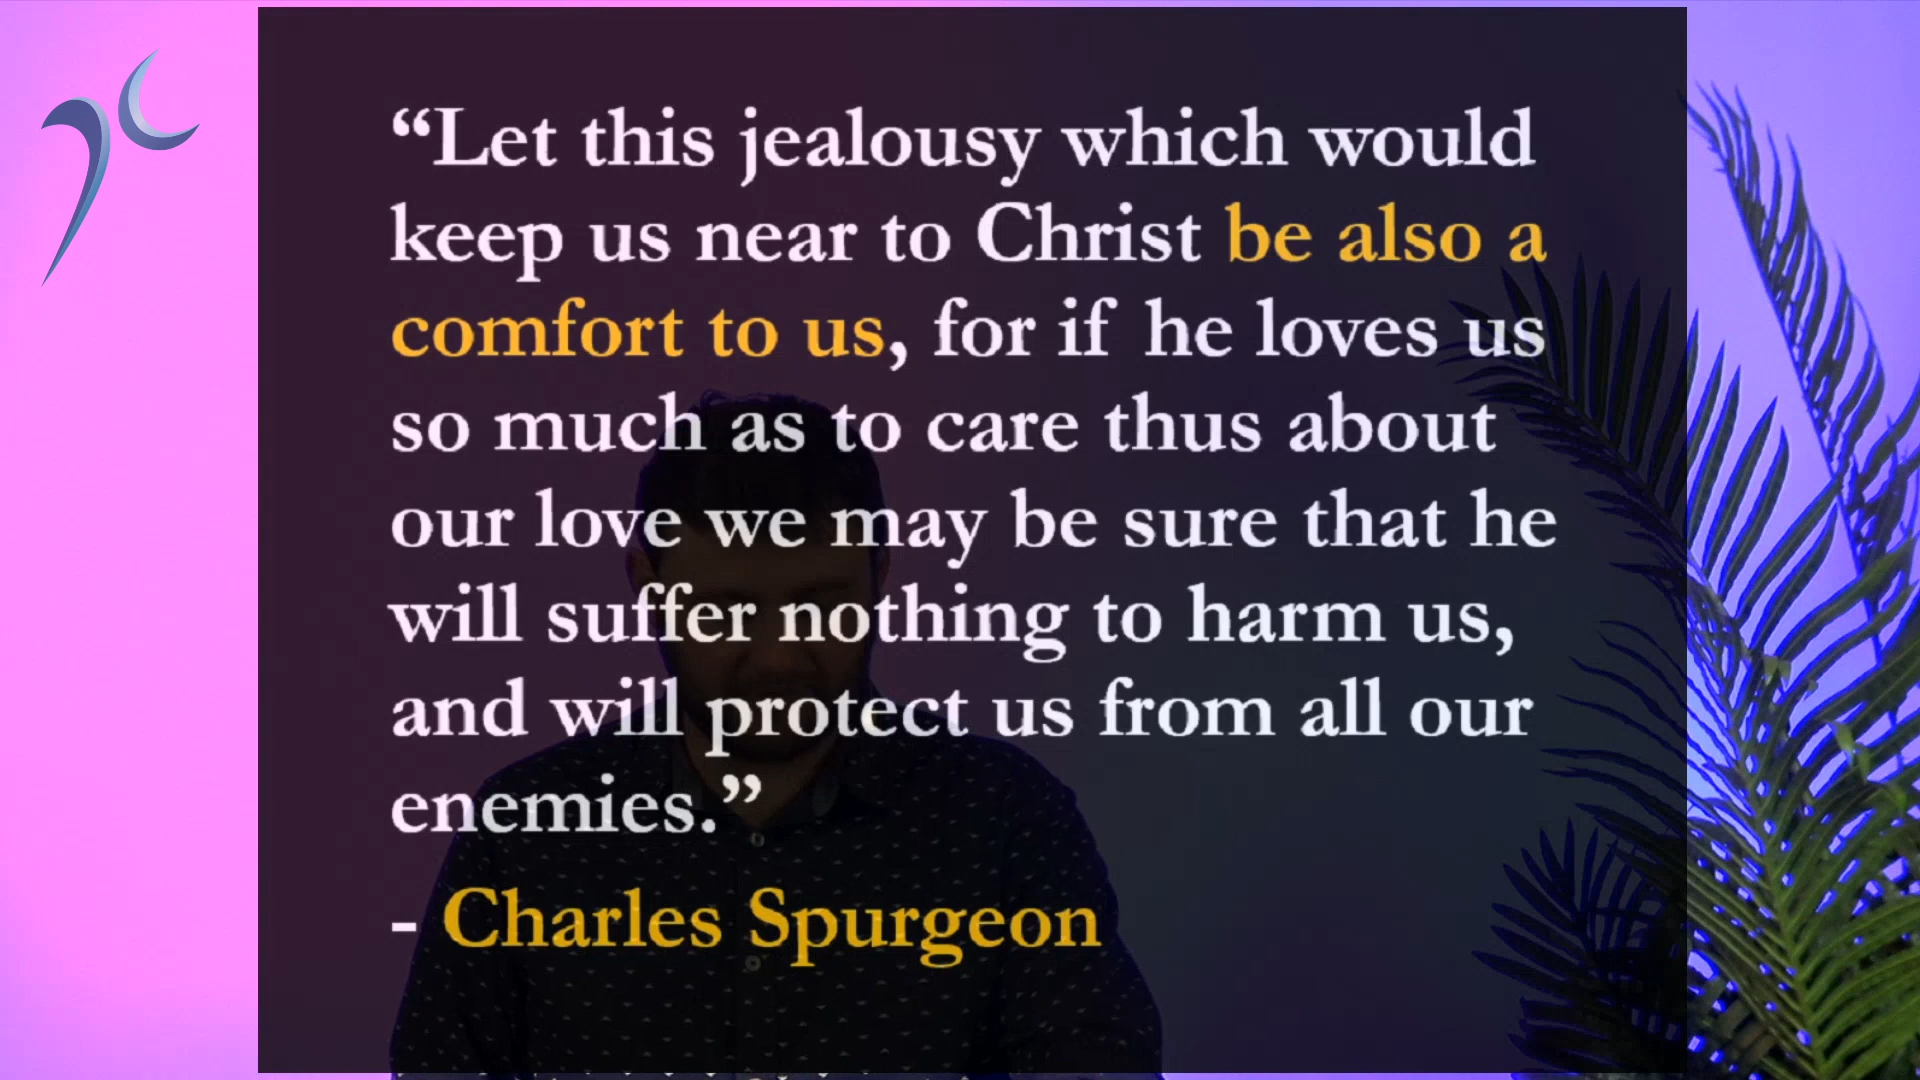 “Let this jealousy which would
keep us near to Christ be also a
comfort to us, for if he loves us
so much as to care thus about
our love we may be sure that he
will suffer nothing to harm us,
and will protect us from all our
enemies.”
- Charles Spurgeon